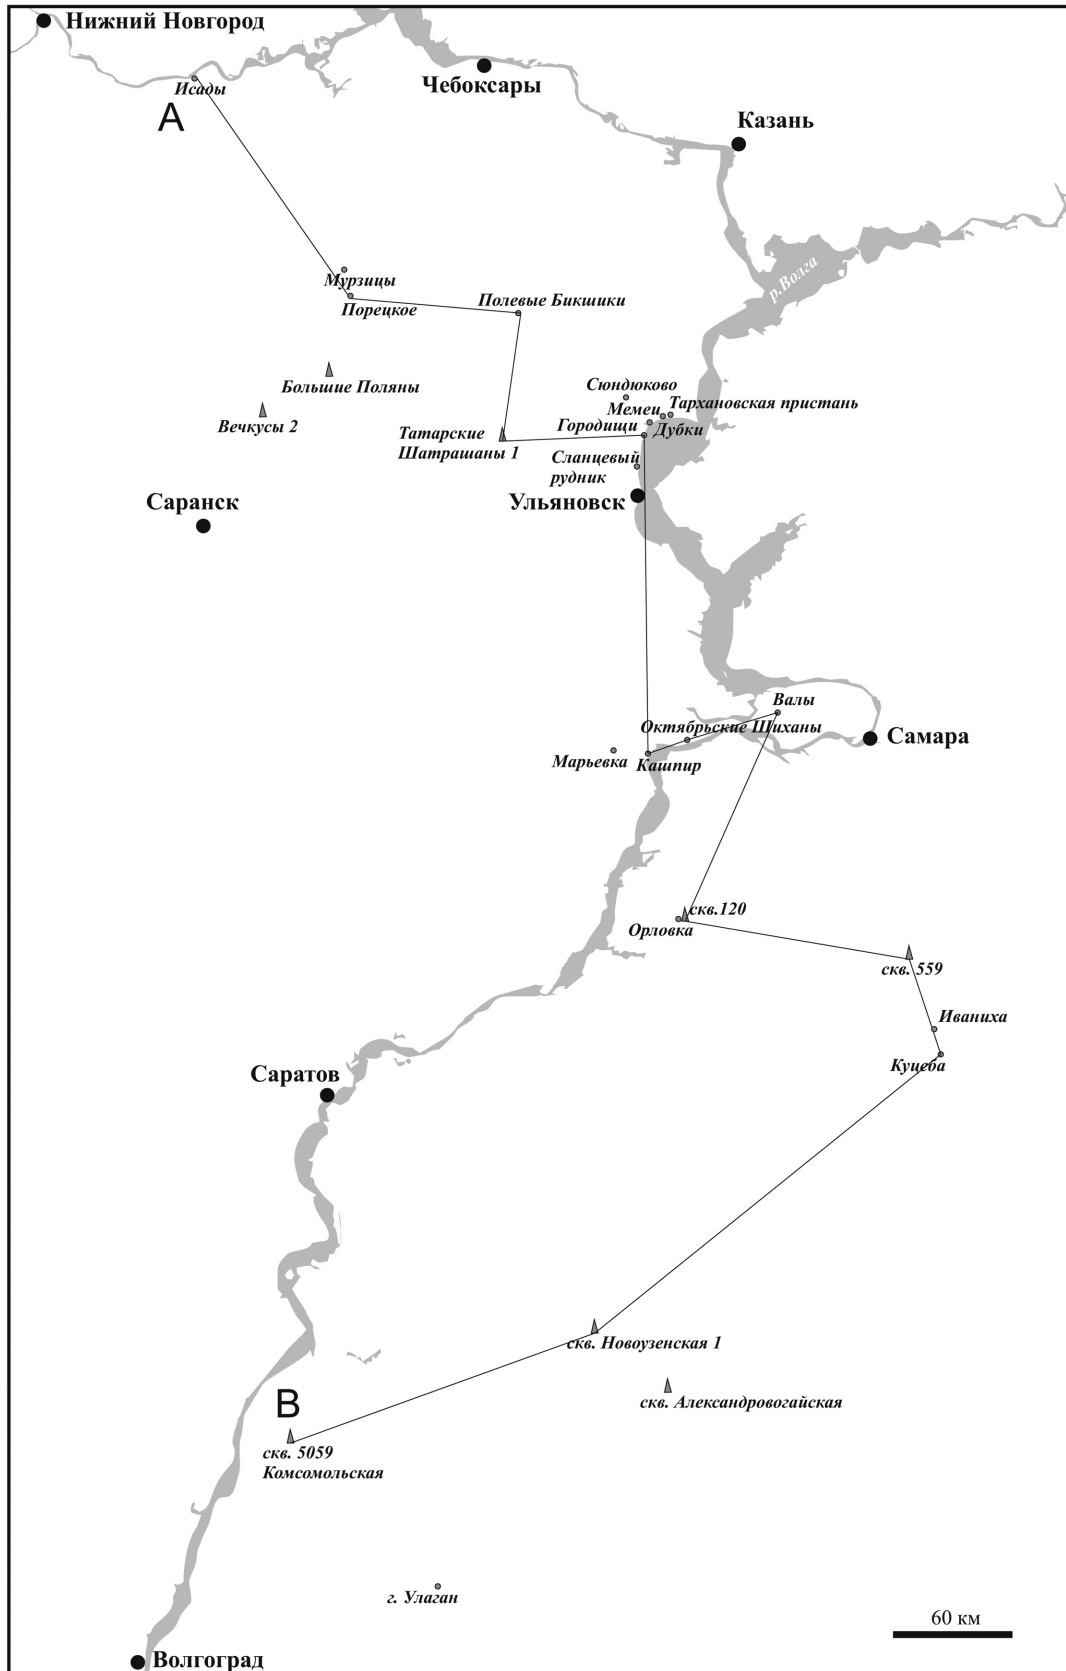 Нижний Новгород
Чебоксары
Исады
A
Казань
р.Волга
Мурзицы
Порецкое
Полевые Бикшики
Большие Поляны
Вечкусы 2
Сюндюково
Мемеи
Тархановская пристань
Городищи
Дубки
Татарские
Шатрашаны 1
Сланцевый
рудник
Ульяновск
Саранск
Валы
Октябрьские Шиханы
Самара
Марьевка
Кашпир
скв.120
Орловка
скв. 559
Иваниха
Куцеба
Саратов
скв. Новоузенская 1
скв. Александровогайская
B
скв. 5059
Комсомольская
г. Улаган
60 км
Волгоград